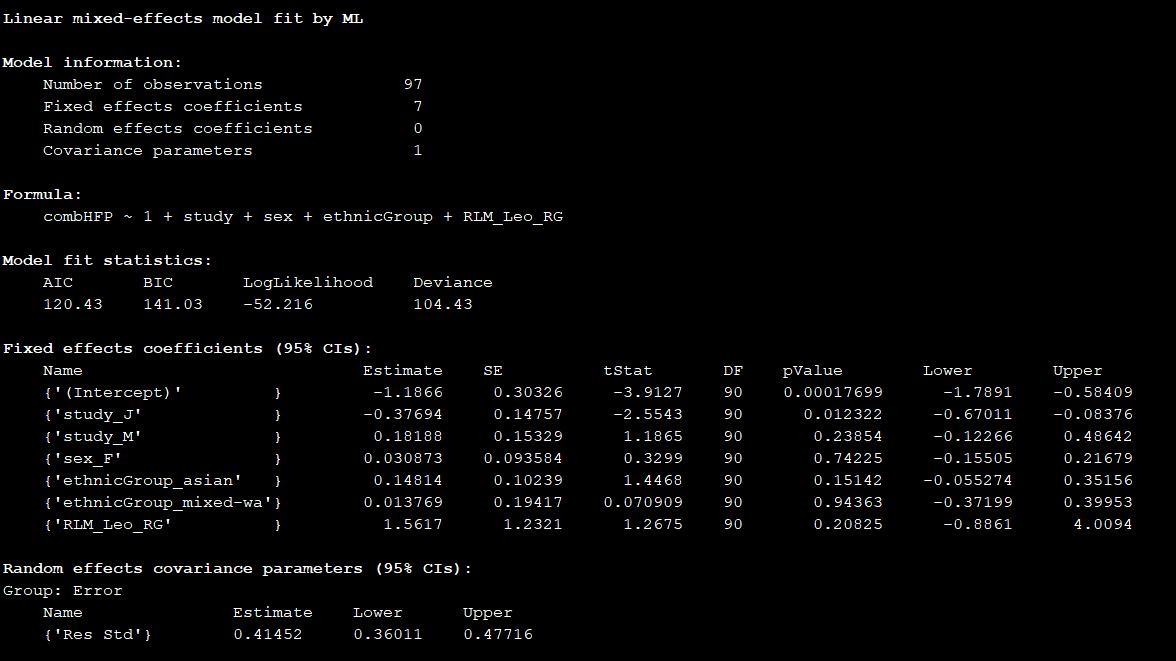 Linear mixed-effects model fit by ML
Model information:
Number of observations 97
Fixed effects coefficients 7
Random effects coefficients 0
Covariance parameters 1
Formula:
combHFP ~ 1 + study + sex + ethnicGroup + RLM_Leo_RG
Model fit statistics:
AIC BIC LogLikelihood Deviance
120.43 141.03 -52.216 104.43
Fixed effects coefficients (95% CIs):
Name Estimate SE tStat DF pValue Lower Upper
{'(Intercept)' } -1.1866 0.30326 -3.9127 90 0.00017699 -1.7891 -0.58409
{'study_J' } -0.37694 0.14757 -2.5543 90 0.012322 -0.67011 -0.08376
{'study_M' } 0.18188 0.15329 1.1865 90 0.23854 -0.12266 0.48642
{'sex_F' } 0.030873 0.093584 0.3299 90 0.74225 -0.15505 0.21679
{'ethnicGroup_asian' } 0.14814 0.10239 1.4468 90 0.15142 -0.055274 0.35156
{'ethnicGroup_mixed-wa'} 0.013769 0.19417 0.070909 90 0.94363 -0.37199 0.39953
{'RLM_Leo_RG' } 1.5617 1.2321 1.2675 90 0.20825 -0.8861 4.0094
Random effects covariance parameters (95% CIs):
Group: Error
Name Estimate Lower Upper
{'Res Std'} 0.41452 0.36011 0.47716